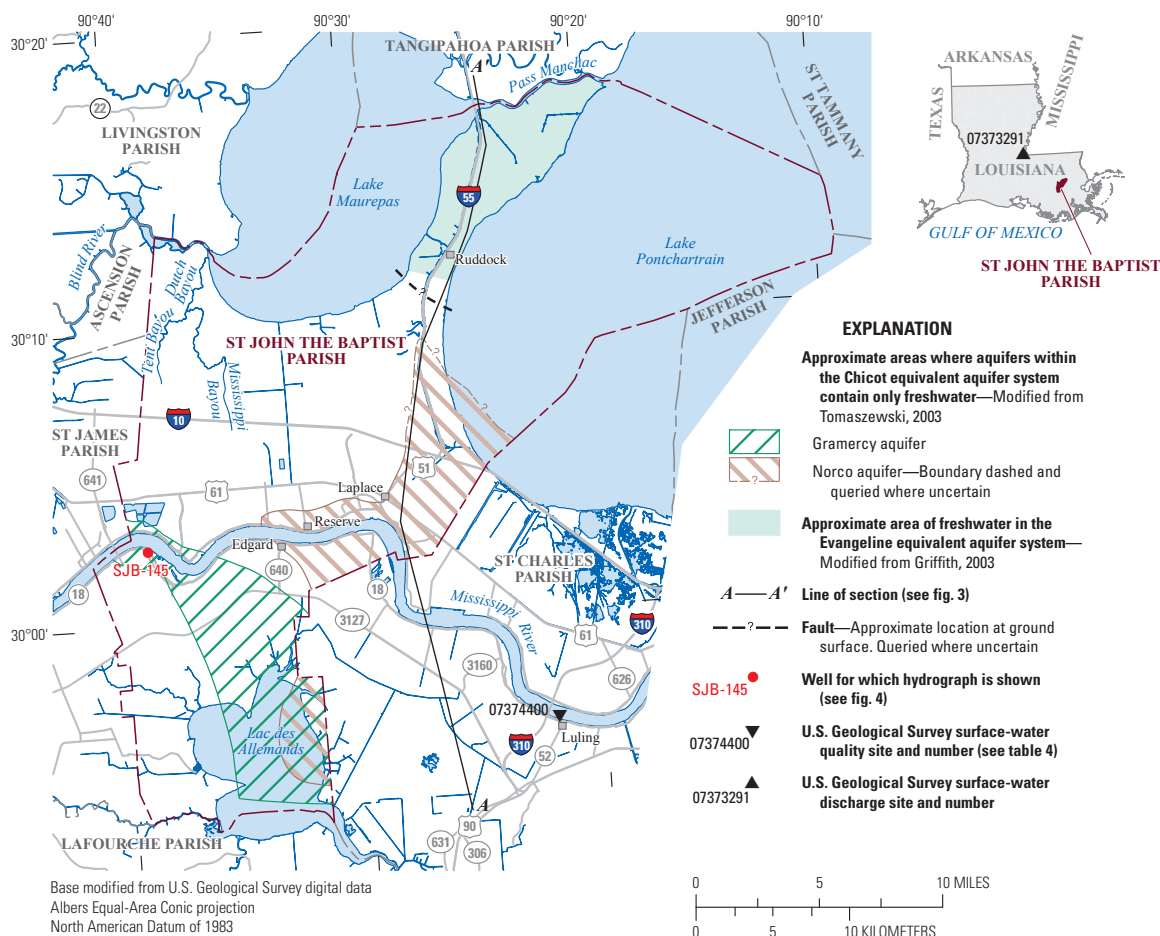 90°40'
90°30'
90°20'
90°10'
30°20'
30°10'
30°00'
TANGIPAHOA PARISH
A'
Pass Manchac
ST TAMMANY
PARISH
22
LIVINGSTON
PARISH
Lake
Maurepas
55
Lake
Pontchartrain
Ruddock
?
Blind River
ASCENSION
PARISH
Dutch
Bayou
Tent Bayou
Mississippi
Bayou
ST JOHN THE BAPTIST
PARISH
JEFFERSON
PARISH
?
?
?
10
ST JAMES
PARISH
641
61
51
Laplace
Reserve
Edgard
640
SJB-145
18
18
ST CHARLES
PARISH
3127
Mississippi
River
61
310
3160
626
07374400
Luling
310
52
Lac des
Allemands
A
90
631
306
LAFOURCHE PARISH
Base modified from U.S. Geological Survey digital data
Albers Equal-Area Conic projection
North American Datum of 1983
ARKANSAS
TEXAS
MISSISSIPPI
07373291
LOUISIANA
GULF OF MEXICO
ST JOHN THE BAPTIST
PARISH
EXPLANATION
Approximate areas where aquifers within
the Chicot equivalent aquifer system
contain only freshwater—Modified from
Tomaszewski, 2003
Gramercy aquifer
?
Norco aquifer—Boundary dashed and
queried where uncertain
Approximate area of freshwater in the
Evangeline equivalent aquifer system—
Modified from Griffith, 2003
A A' Line of section (see fig. 3)
? Fault—Approximate location at ground
surface. Queried where uncertain
SJB-145 Well for which hydrograph is shown
(see fig. 4)
07374400 U.S. Geological Survey surface-water
quality site and number (see table 4)
07373291 U.S. Geological Survey surface-water
discharge site and number
0 5 10 MILES
0 5 10 KILOMETERS